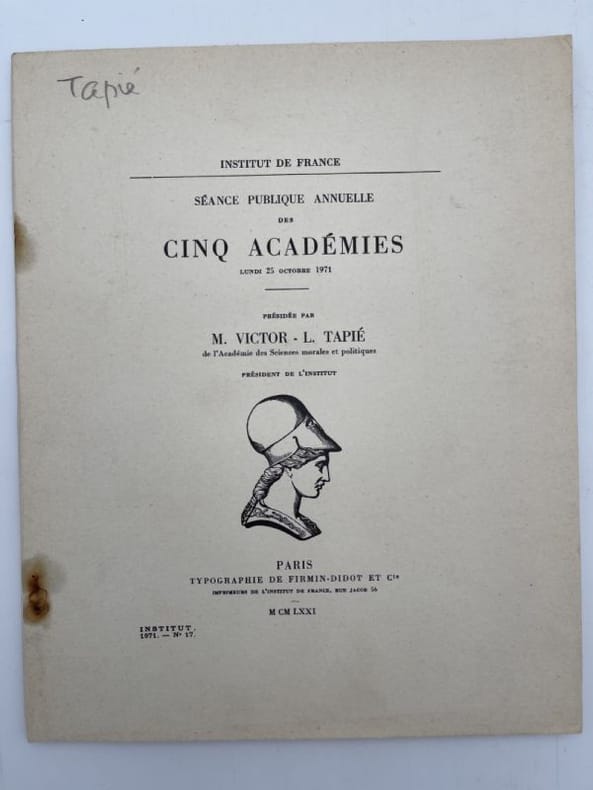 Tapié
INSTITUT DE FRANCE
SÉANCE PUBLIQUE ANNUELLE
DES
CINQ ACADÉMIES
LUNDI 25 OCTOBRE 1971
PRÉSIDÉE PAR
M. VICTOR - L. TAPIÉ
de l'Académie des Sciences morales et politiques
PRÉSIDENT DE L'INSTITUT
PARIS
TYPOGRAPHIE DE FIRMIN-DIDOT ET Cie
IMPRIMEURS DE L'INSTITUT DE FRANCE, RUE JACOB 56
M CM LXXI
INSTITUT.
1971. — N° 17.